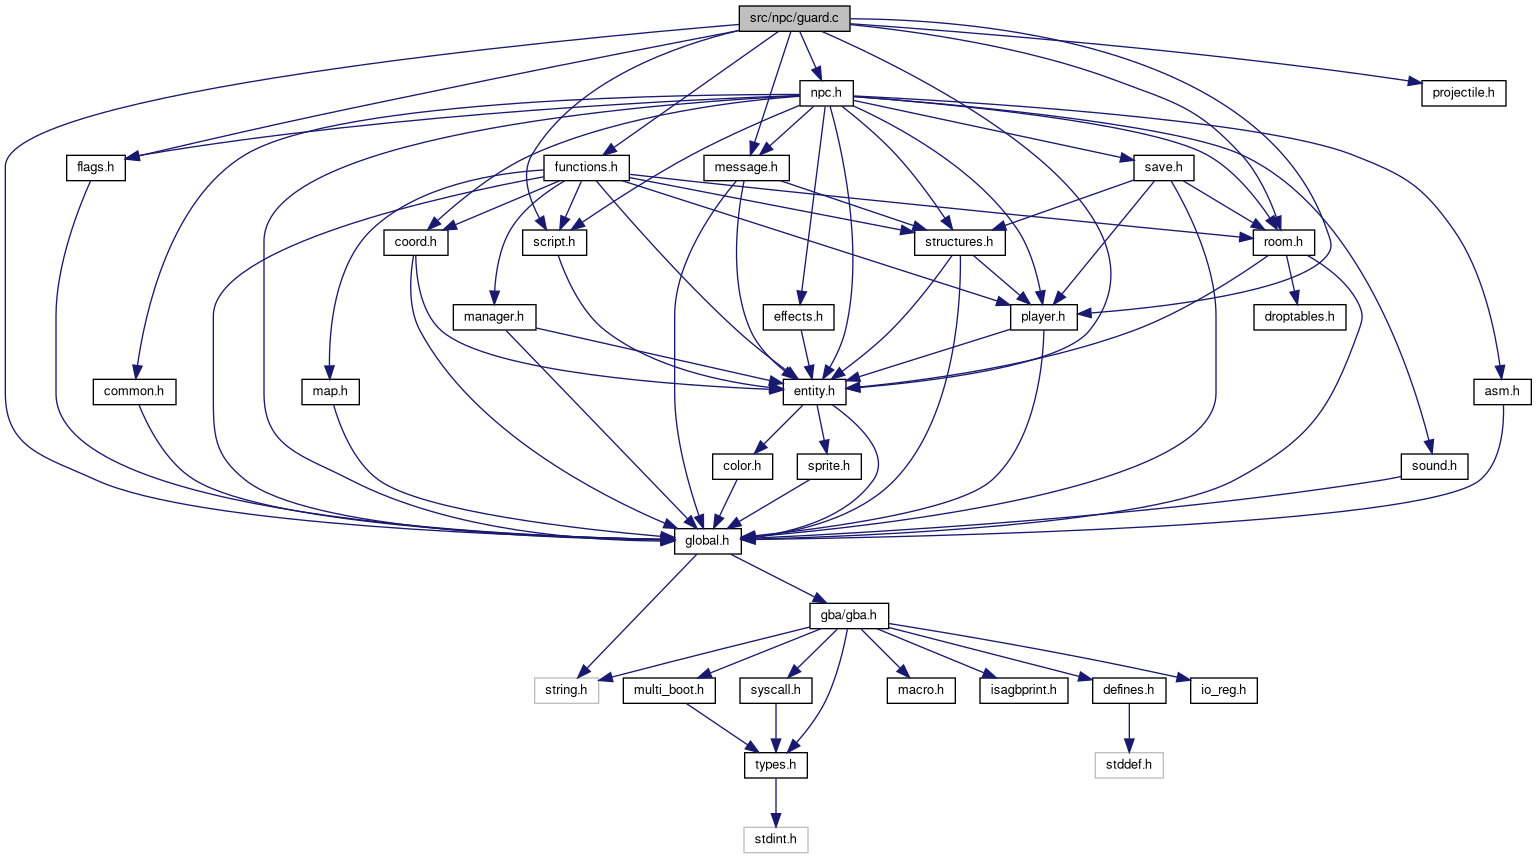 src/npc/guard.c
npc.h
projectile.h
flags.h
functions.h
message.h
save.h
coord.h
script.h
structures.h
room.h
manager.h
effects.h
player.h
droptables.h
common.h
map.h
entity.h
asm.h
color.h
sprite.h
sound.h
global.h
gba/gba.h
string.h
multi_boot.h
syscall.h
macro.h
isagbprint.h
defines.h
io_reg.h
types.h
stddef.h
stdint.h